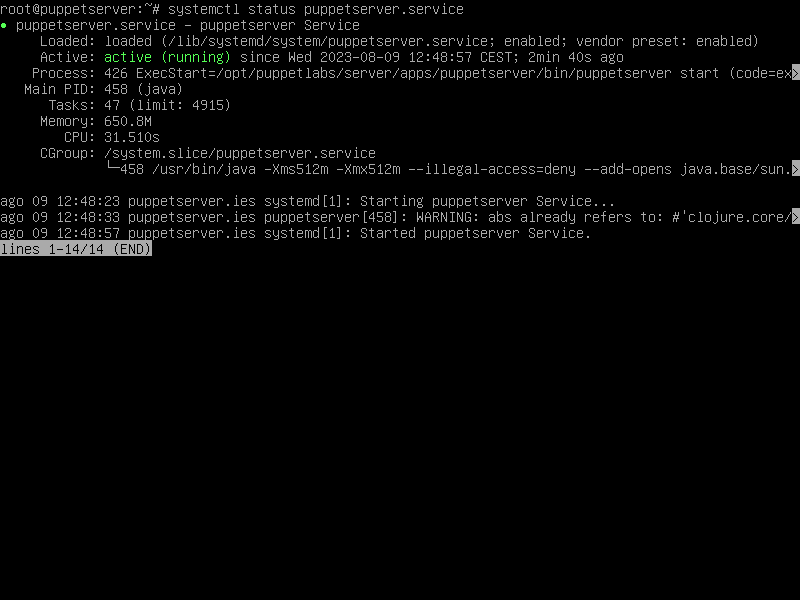 root@puppetserver:~# systemctl status puppetserver.service
● puppetserver.service - puppetserver Service
     Loaded: loaded (/lib/systemd/system/puppetserver.service; enabled; vendor preset: enabled)
     Active: active (running) since Wed 2023-08-09 12:48:57 CEST; 2min 40s ago
    Process: 426 ExecStart=/opt/puppetlabs/server/apps/puppetserver/bin/puppetserver start (code=ex>
   Main PID: 458 (java)
      Tasks: 47 (limit: 4915)
     Memory: 650.8M
        CPU: 31.510s
     CGroup: /system.slice/puppetserver.service
             └─458 /usr/bin/java -Xms512m -Xmx512m --illegal-access=deny --add-opens java.base/sun.>
ago 09 12:48:23 puppetserver.ies systemd[1]: Starting puppetserver Service...
ago 09 12:48:33 puppetserver.ies puppetserver[458]: WARNING: abs already refers to: #'clojure.core/>
ago 09 12:48:57 puppetserver.ies systemd[1]: Started puppetserver Service.
lines 1-14/14 (END)